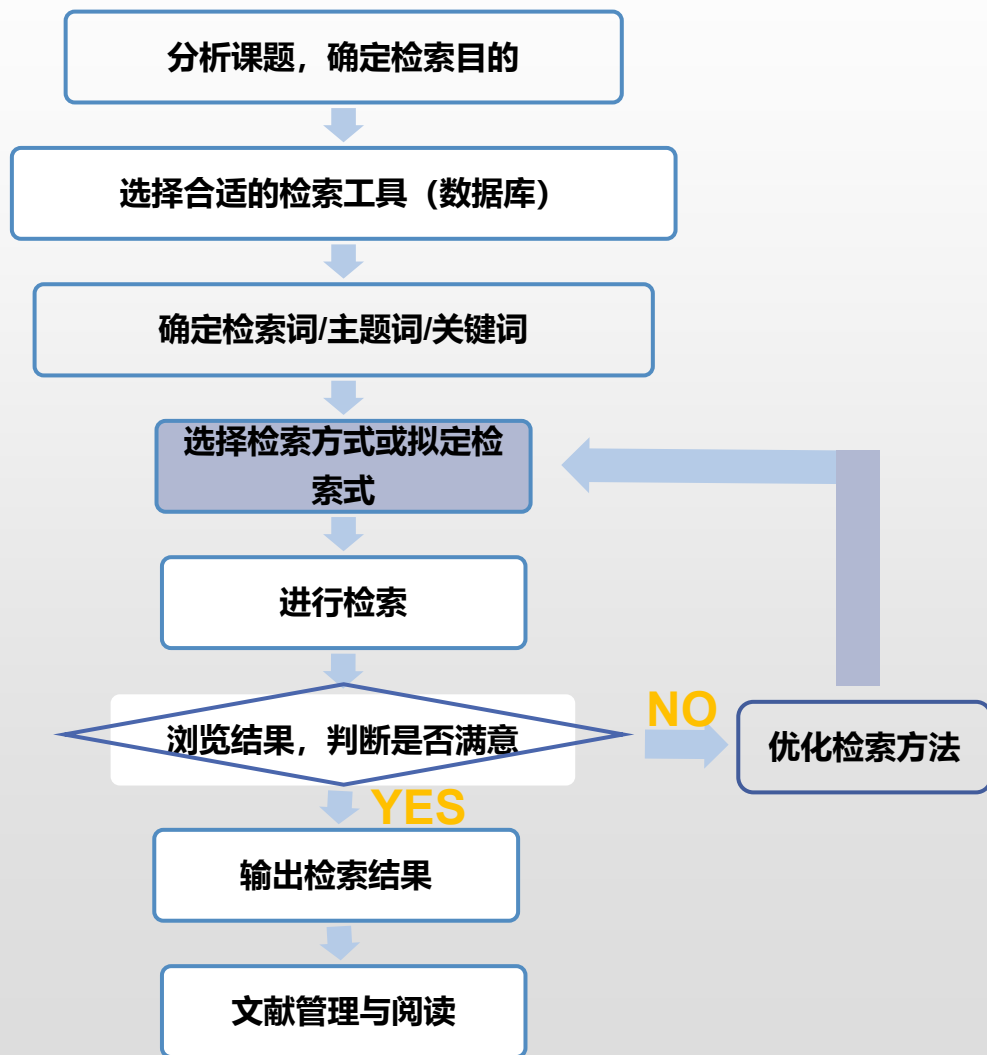 分析课题，确定检索目的
选择合适的检索工具（数据库）
确定检索词/主题词/关键词
选择检索方式或拟定检
索式
进行检索
浏览结果，判断是否满意
NO
优化检索方法
YES
输出检索结果
文献管理与阅读